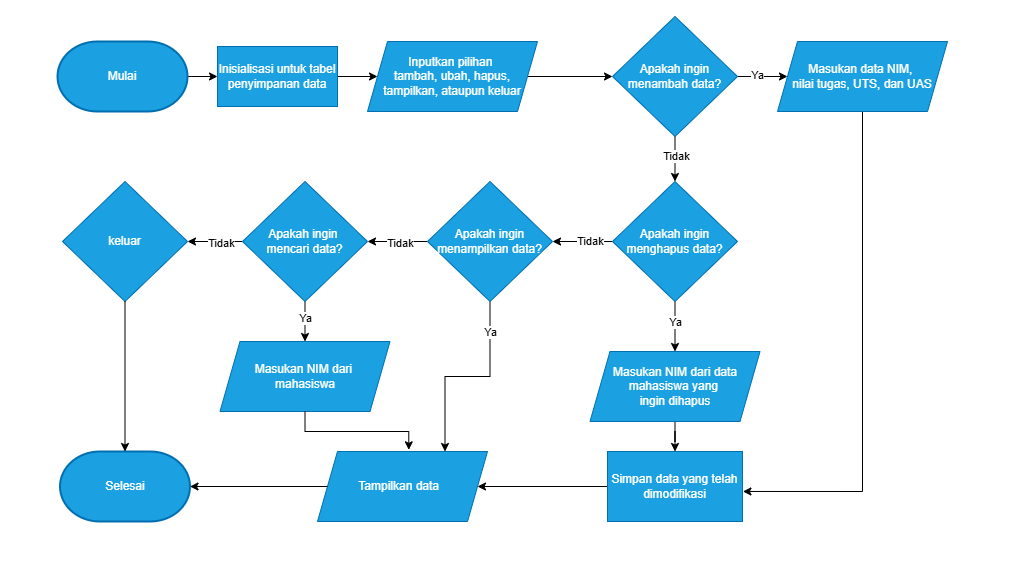 Mulai
Inisialisasi untuk tabel
penyimpanan data
Inputkan pilihan
tambah, ubah, hapus,
tampilkan, ataupun keluar
Apakah ingin
menambah data?
Ya
Masukan data NIM,
nilai tugas, UTS, dan UAS
Tidak
keluar
Tidak
Apakah ingin
mencari data?
Tidak
Apakah ingin
menampilkan data?
Tidak
Apakah ingin
menghapus data?
Ya
Ya
Ya
Masukan NIM dari
mahasiswa
Masukan NIM dari data
mahasiswa yang
ingin dihapus
Selesai
Tampilkan data
Simpan data yang telah
dimodifikasi